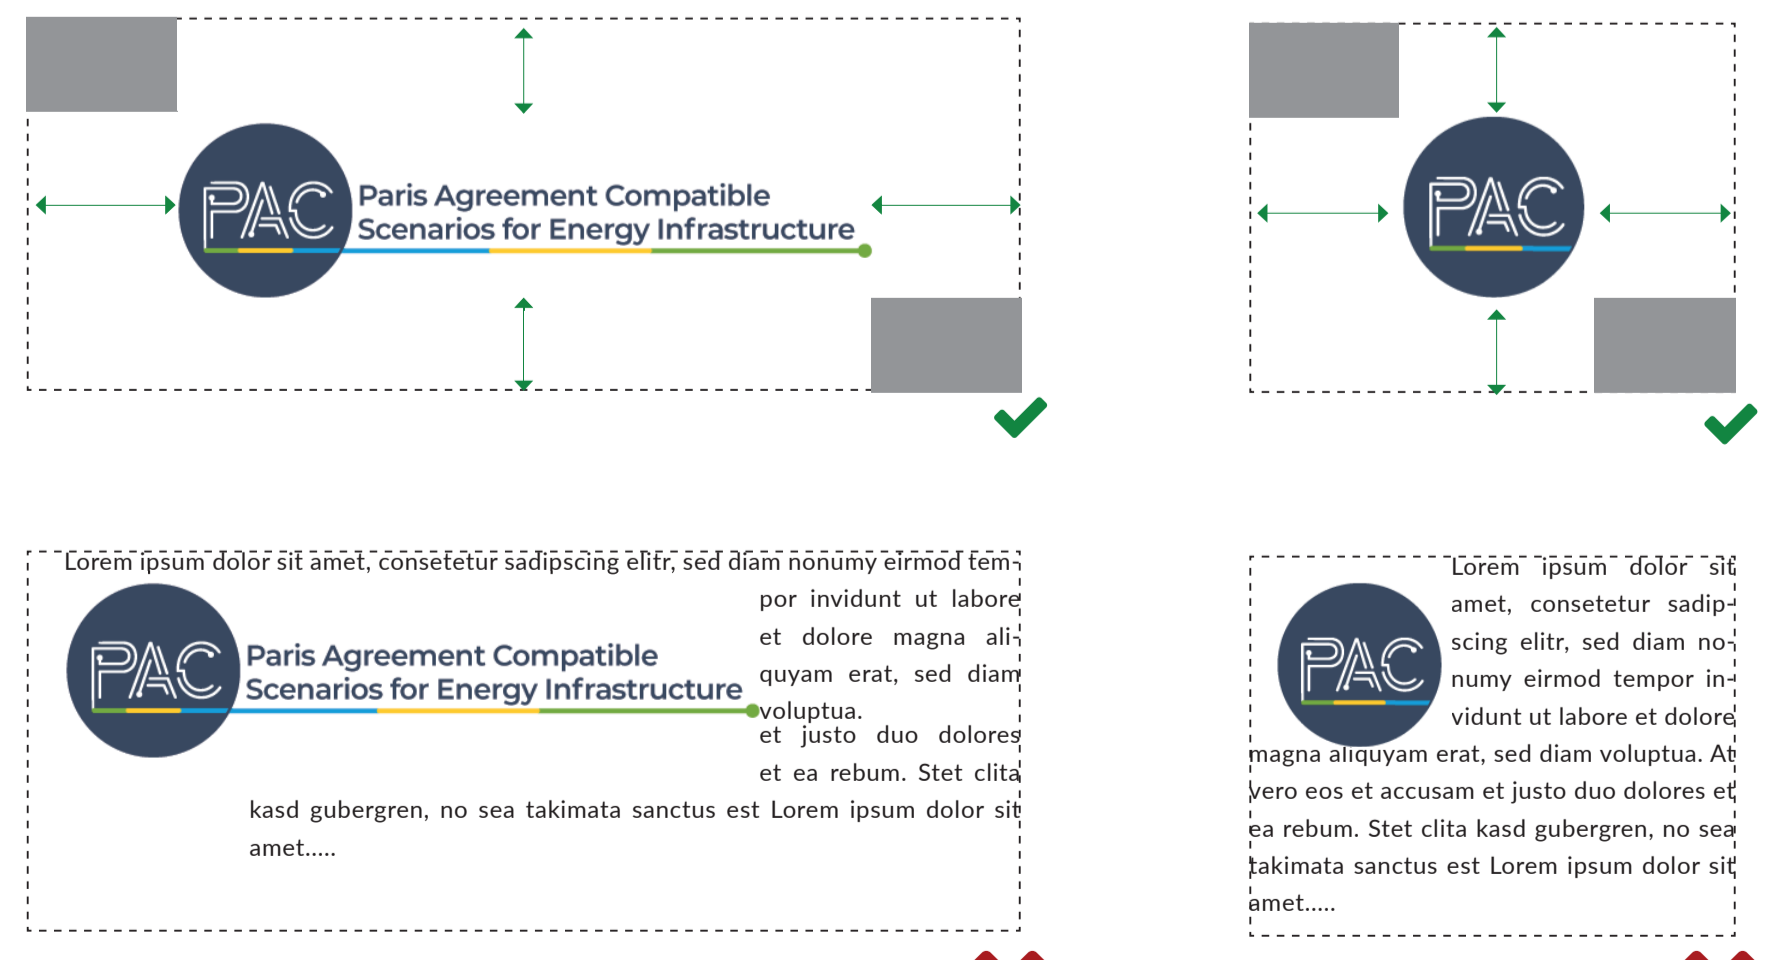 PAC
Paris Agreement Compatible
Scenarios for Energy Infrastructure
PAC
Lorem ipsum dolor sit amet, consetetur sadipscing elitr, sed diam nonumy eirmod tem-
por invidunt ut labore
et dolore magna ali-
quyam erat, sed diam
voluptua.
et justo duo dolores
et ea rebum. Stet clita
kasd gubergren, no sea takimata sanctus est Lorem ipsum dolor sit
amet.....
PAC
Paris Agreement Compatible
Scenarios for Energy Infrastructure
Lorem ipsum dolor sit
amet, consetetur sadip-
scing elitr, sed diam no-
numy eirmod tempor in-
vidunt ut labore et dolore
magna aliquyam erat, sed diam voluptua. At
vero eos et accusam et justo duo dolores et
ea rebum. Stet clita kasd gubergren, no sea
takimata sanctus est Lorem ipsum dolor sit
amet.....
PAC